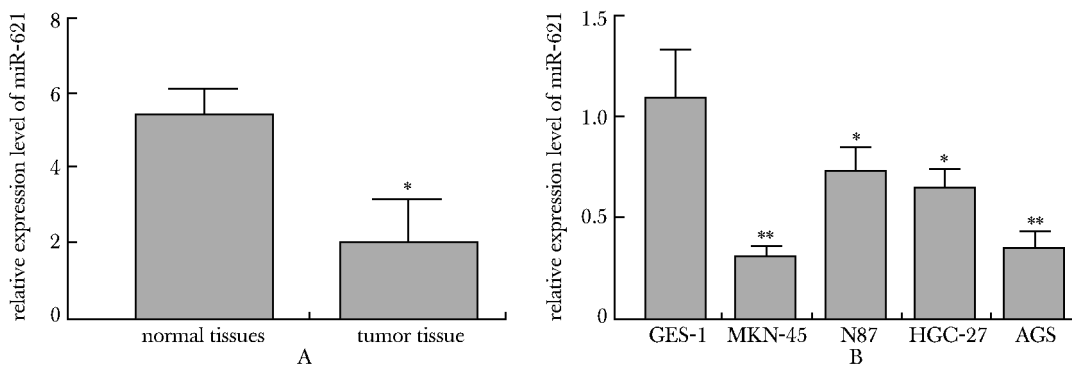 relative expression level of miR-621
8
6
4
2
0
*
normal tissues
tumor tissue
A
relative expression level of miR-621
1.5
1.0
0.5
0
**
*
*
**
GES-1
MKN-45
N87
HGC-27
AGS
B